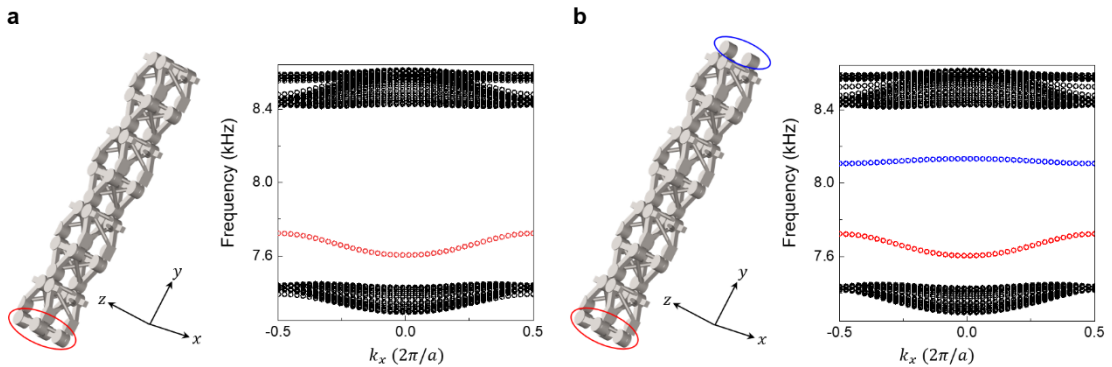 a
b
Frequency (kHz)
8.4
8.0
7.6
-0.5
0.0
0.5
k_x (2π/a)
y
z
x
Frequency (kHz)
8.4
8.0
7.6
-0.5
0.0
0.5
k_x (2π/a)
y
z
x